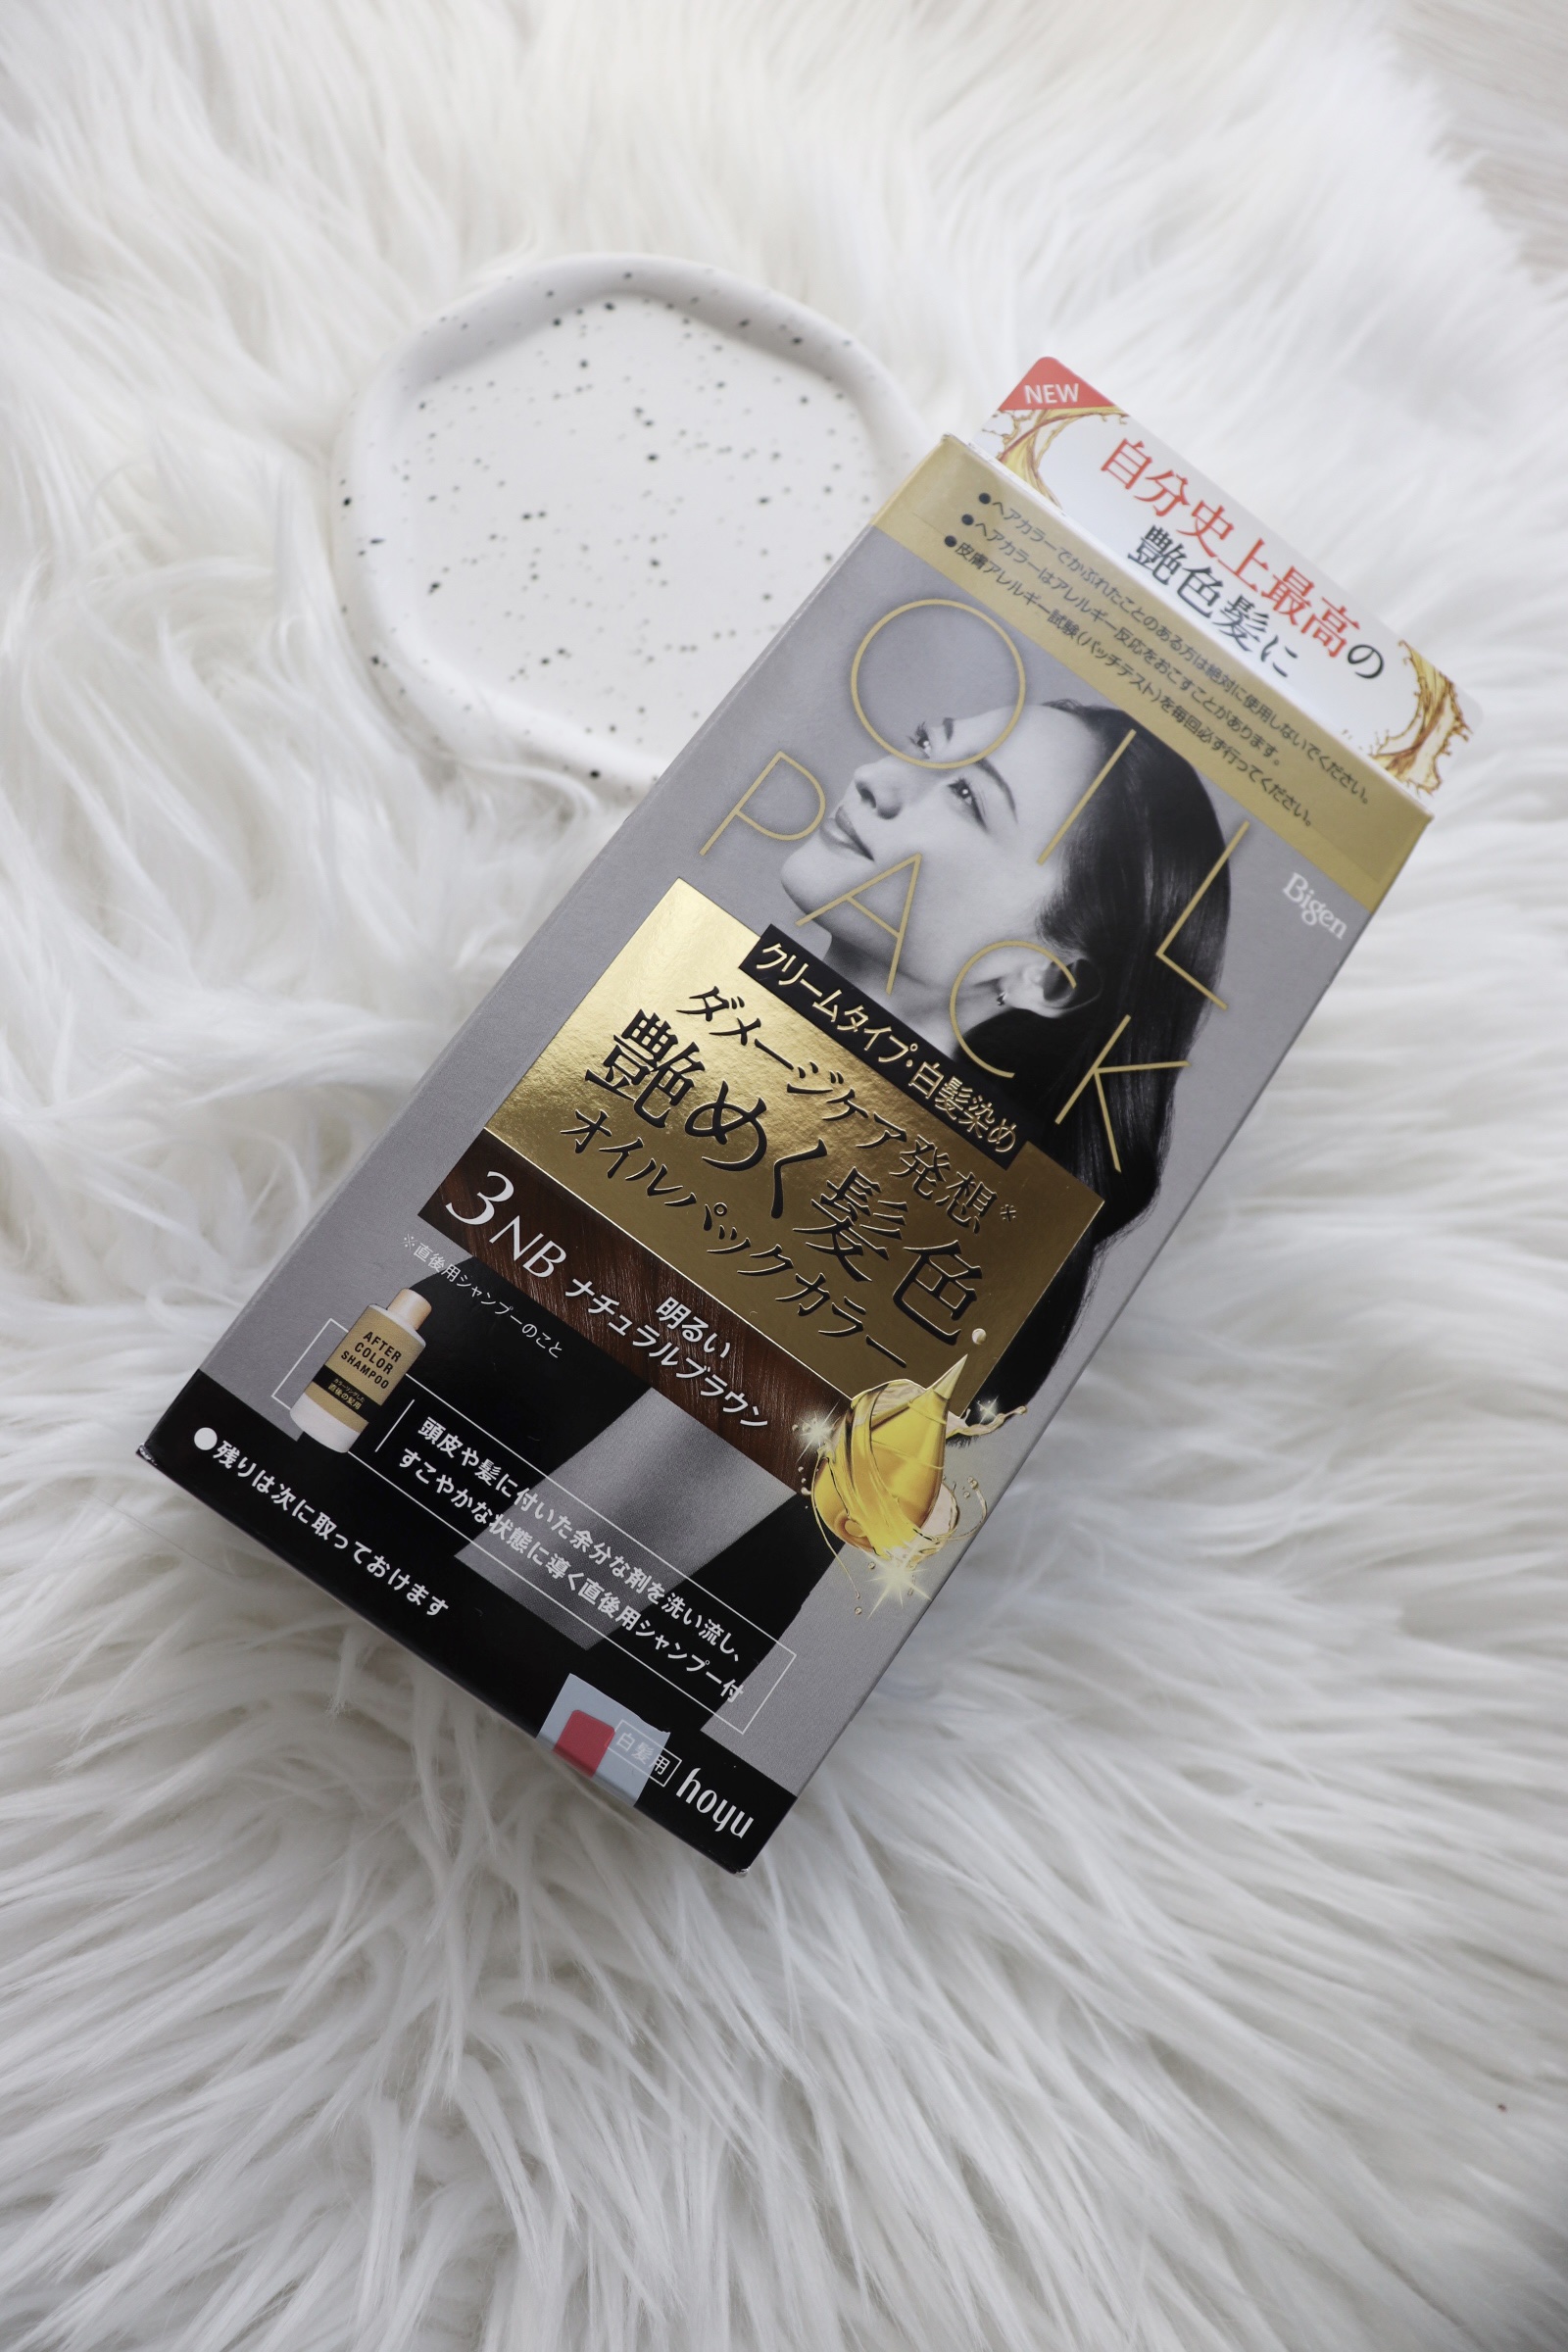 NEW
自分史上最高の
艶色髪に
●ヘアカラーでかぶれたことのある方は絶対に使用しないでください。
●ヘアカラーはアレルギー反応をおこすことがあります。
●皮膚アレルギー試験(パッチテスト)を毎回必ず行ってください。
Bigen
OIL
PACK
クリームタイプ・白髪染め
ダメージケア発想※
艶めく髪色。
オイルパックカラー
3NB 明るい
ナチュラルブラウン
※直後用シャンプーのこと
AFTER
COLOR
SHAMPOO
頭皮や髪に付いた余分な剤を洗い流し、
すこやかな状態に導く直後用シャンプー付
●残りは次に取っておけます
白髪用
hoyu